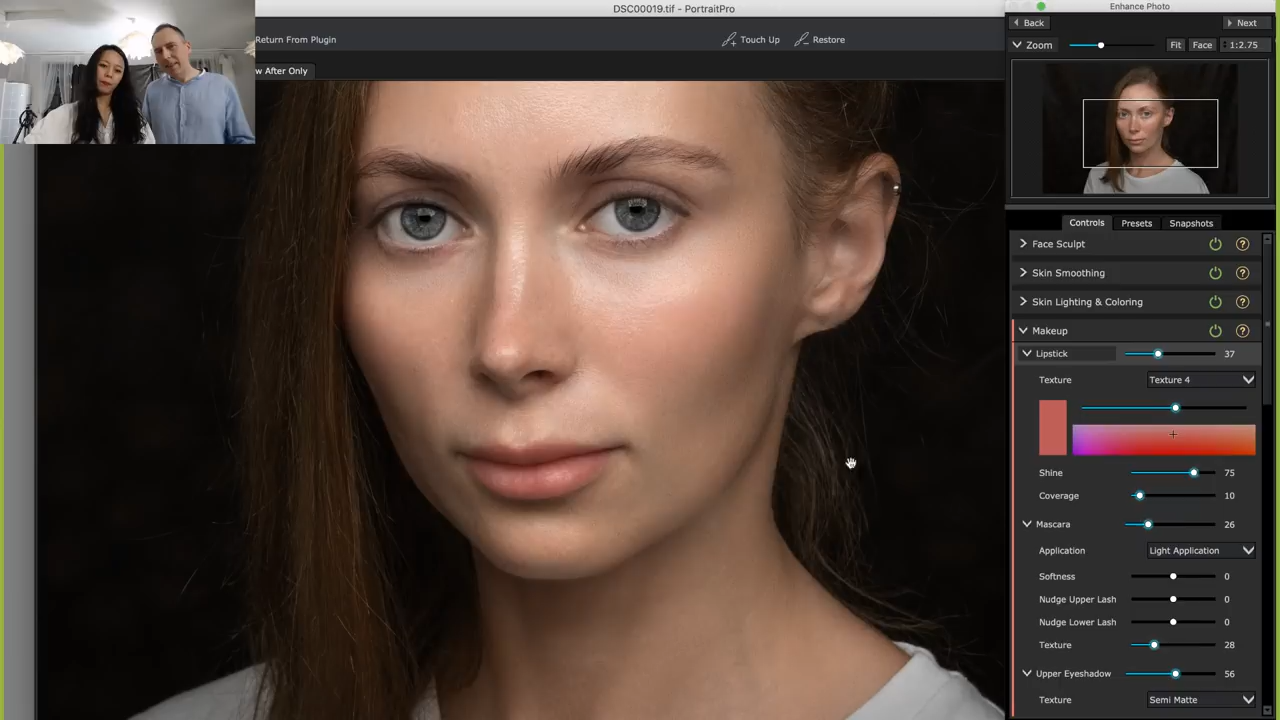 DSC00019.tif - PortraitPro
Enhance Photo
Back
Next
Return From Plugin
Touch Up
Restore
Zoom
Fit
Face
1:2.75
w After Only
Controls
Presets
Snapshots
Face Sculpt
?
Skin Smoothing
?
Skin Lighting & Coloring
?
Makeup
?
Lipstick
37
Texture
Texture 4
Shine
75
Coverage
10
Mascara
26
Application
Light Application
Softness
0
Nudge Upper Lash
0
Nudge Lower Lash
0
Texture
28
Upper Eyeshadow
56
Texture
Semi Matte